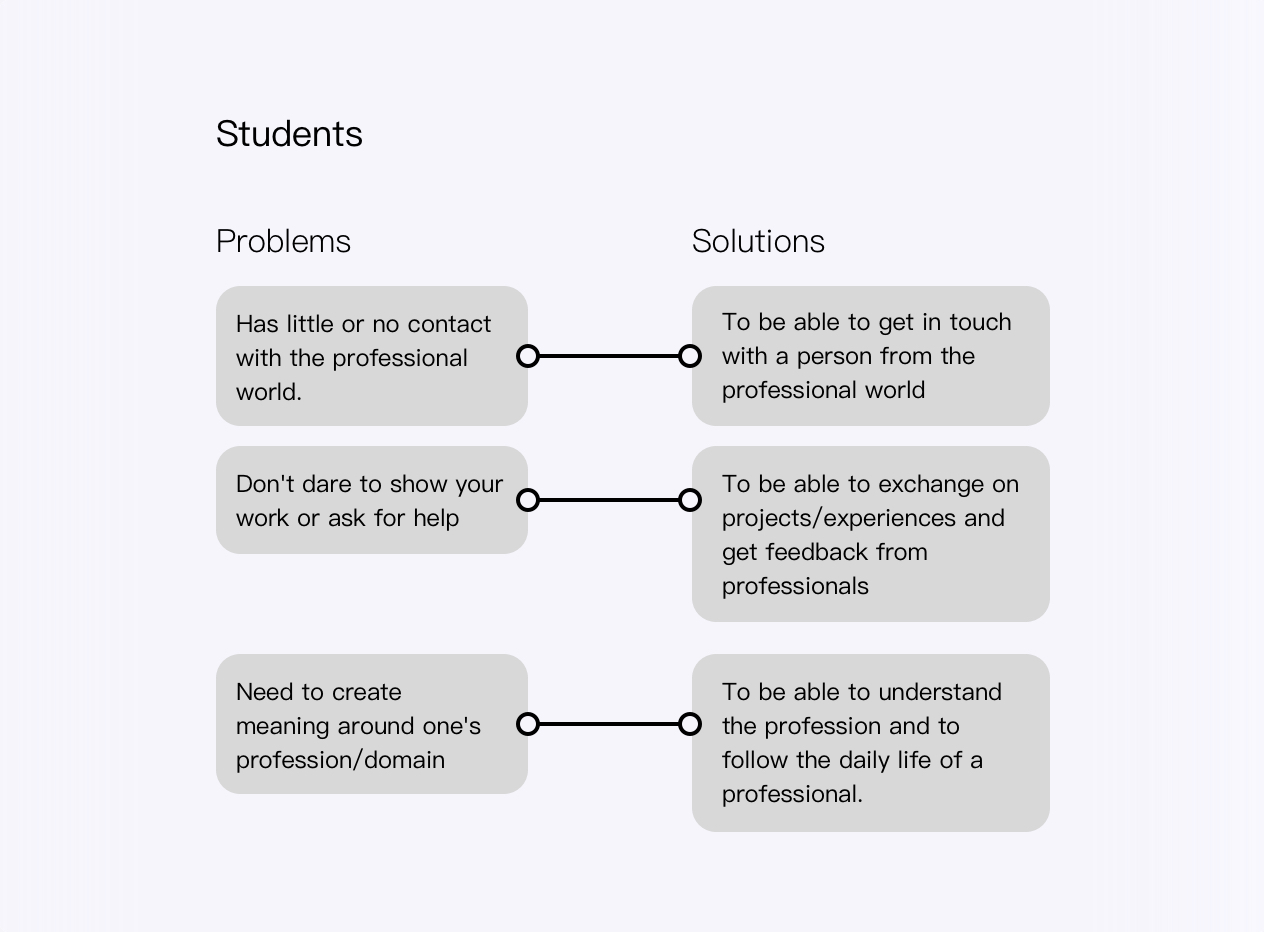 Students
Problems
Solutions
Has little or no contact
with the professional
world.
To be able to get in touch
with a person from the
professional world
Don't dare to show your
work or ask for help
To be able to exchange on
projects/experiences and
get feedback from
professionals
Need to create
meaning around one's
profession/domain
To be able to understand
the profession and to
follow the daily life of a
professional.